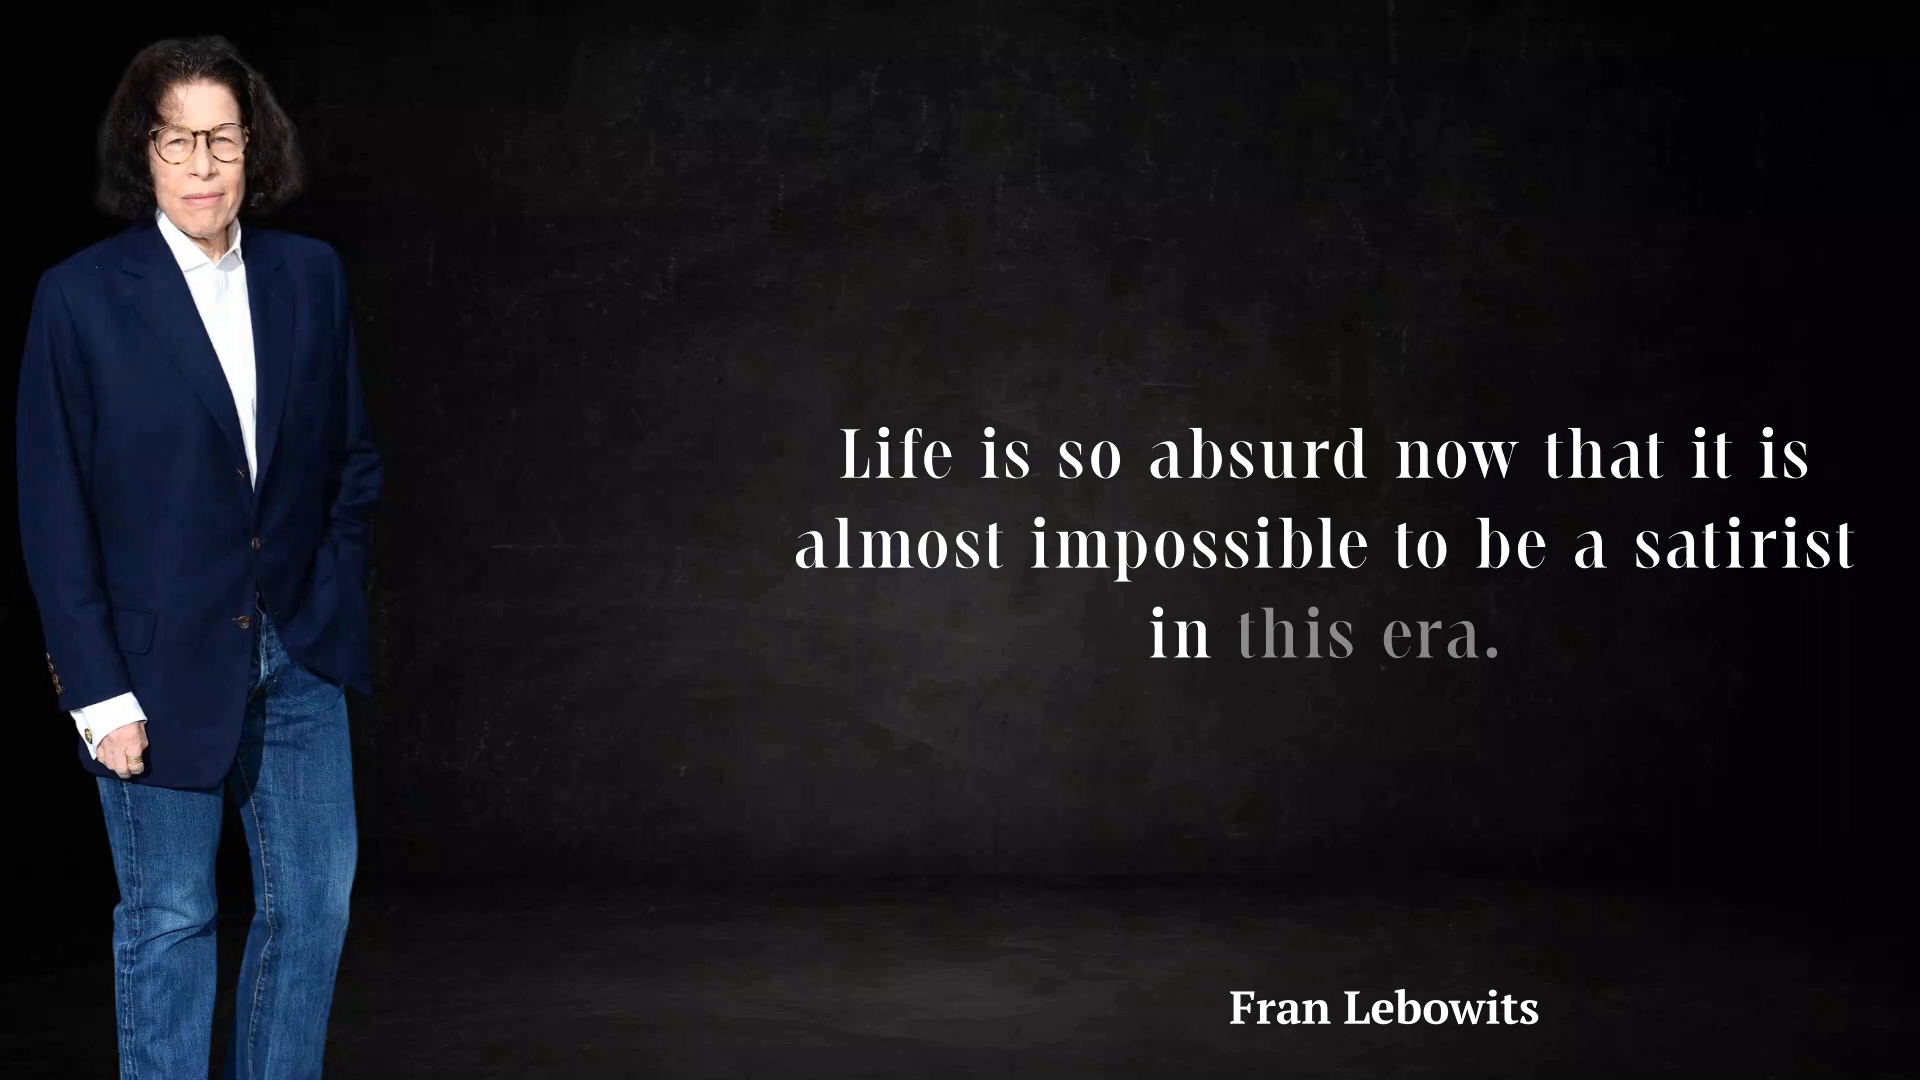 Life is so absurd now that it is
almost impossible to be a satirist
in this era.
Fran Lebowits